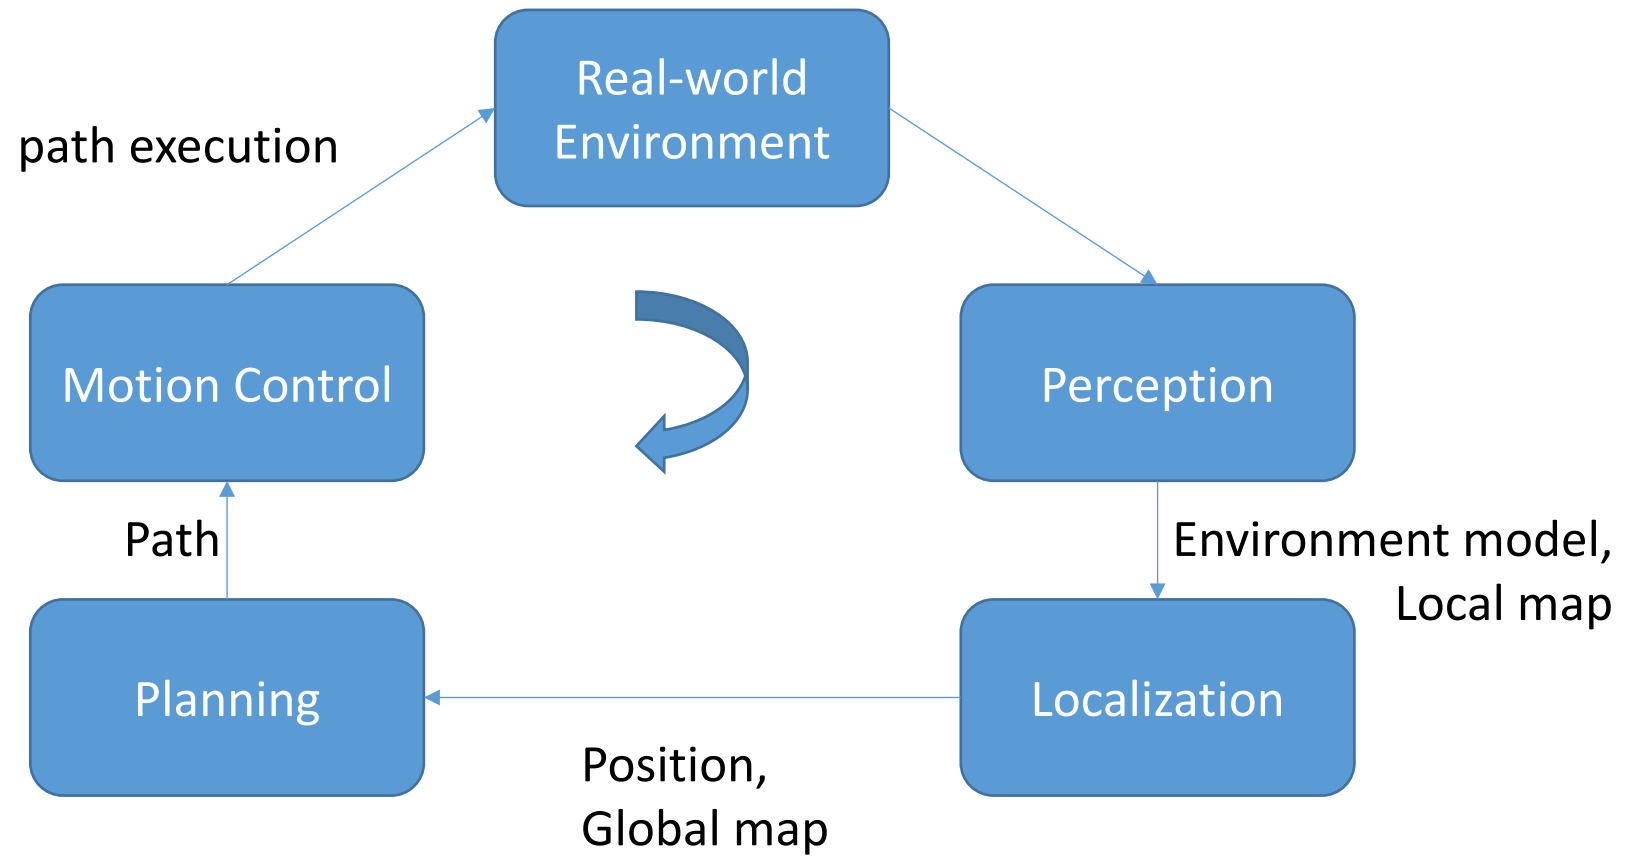 Real-world
Environment
path execution
Motion Control
Perception
Path
Environment model,
Local map
Planning
Localization
Position,
Global map